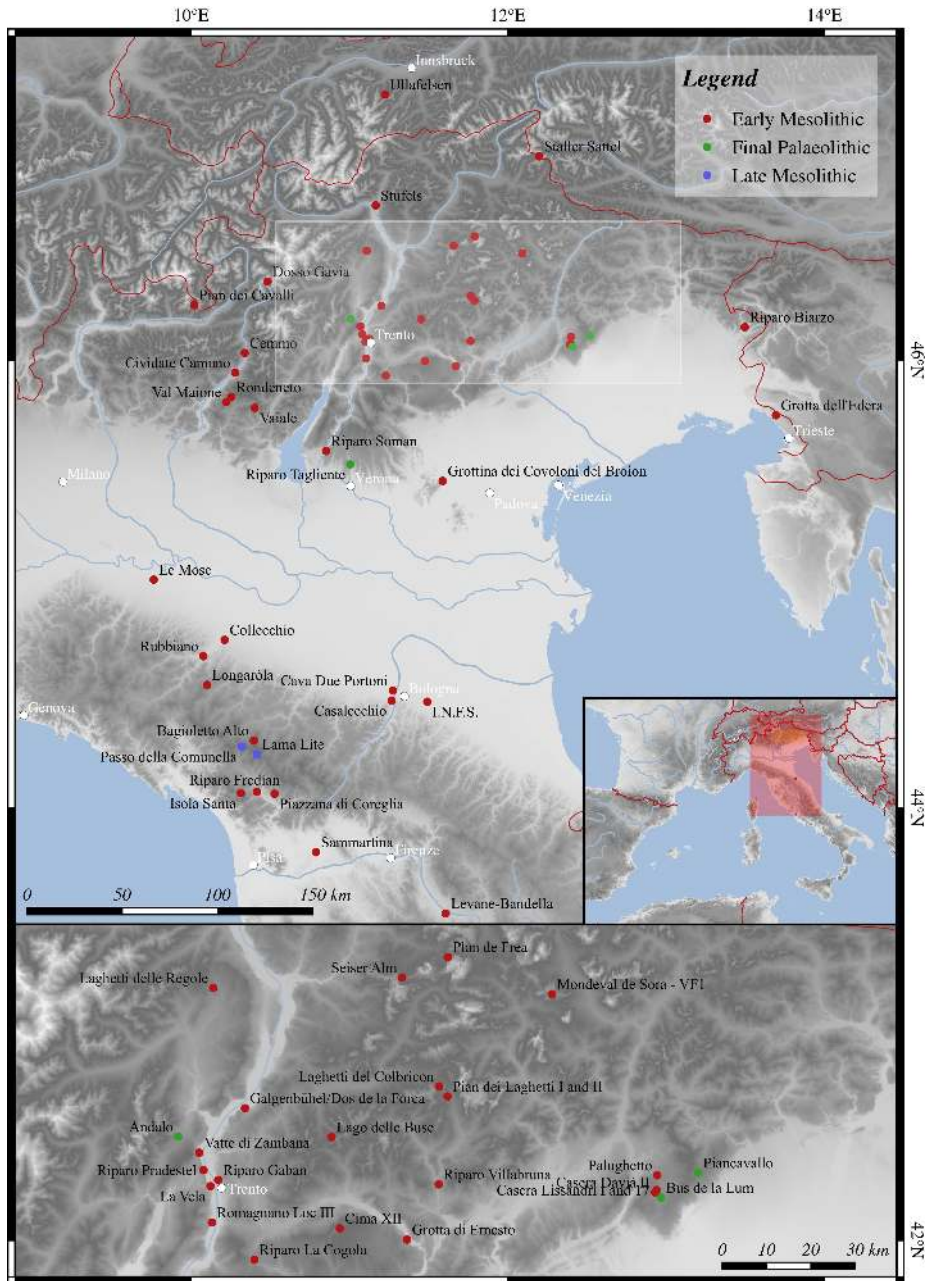 10°E 12°E 14°E
Innsbruck
Ullafelsen
Legend
Early Mesolithic
Final Palaeolithic
Late Mesolithic
Staller Sattel
Stufels
Dosso Gavia
Pian dei Cavalli
Riparo Biarzo
Trento
Cemmo
46°N
Cividate Camuno
Rondeneto
Val Maione
Vaiale
Grotta dell'Edera
Trieste
Riparo Soman
Riparo Tagliente
Grottina dei Covoloni del Broion
Milano
Verona
Padova
Venezia
Le Mose
Collecchio
Rubbiano
Longaròla
Cava Due Portoni
Bologna
Casalecchio
I.N.F.S.
Genova
Bagioletto Alto
Lama Lite
Passo della Comunella
Riparo Fredian
Isola Santa
Piazzana di Coreglia
44°N
Sammartina
Pisa
Firenze
0 50 100 150 km
Levane-Bandella
Plan de Frea
Seiser Alm
Laghetti delle Regole
Mondeval de Sora - VF1
Laghetti del Colbricon
Pian dei Laghetti I and II
Galgenbühel/Dos de la Forca
Andalo
Lago delle Buse
Vatte di Zambana
Riparo Pradestel
Riparo Gaban
Riparo Villabruna
Palughetto
Piancavallo
La Vela
Trento
Casera Davià II
Casera Lissandri I and 17
Bus de la Lum
Romagnano Loc III
Cima XII
Grotta di Ernesto
42°N
Riparo La Cogola
0 10 20 30 km